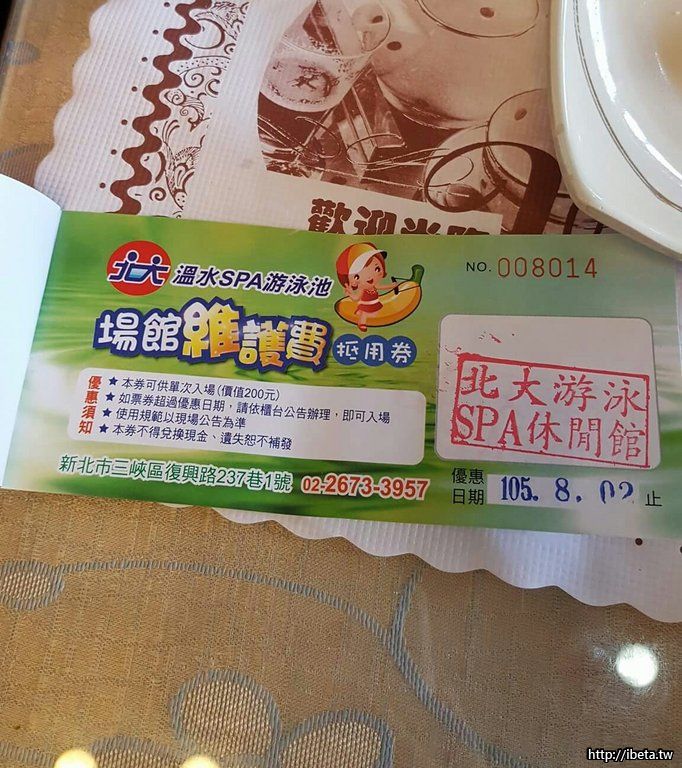 歡迎光臨
北大 溫水SPA游泳池
NO. 008014
場館維護費抵用券
優惠須知
★ 本券可供單次入場(價值200元)
★ 如票券超過優惠日期，請依櫃台公告辦理，即可入場
★ 使用規範以現場公告為準
★ 本券不得兌換現金、遺失恕不補發
北大游泳
SPA休閒館
新北市三峽區復興路237巷1號 02-2673-3957
優惠日期 105. 8. 02 止
http://ibeta.tw